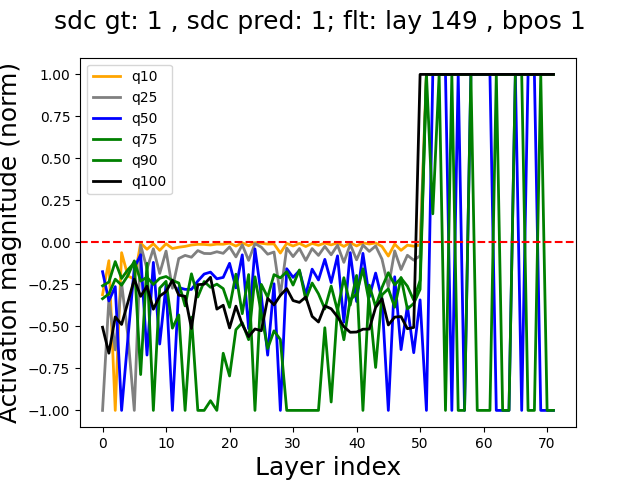 sdc gt: 1 , sdc pred: 1; flt: lay 149 , bpos 1
Activation magnitude (norm)
1.00
0.75
0.50
0.25
0.00
−0.25
−0.50
−0.75
−1.00
q10
q25
q50
q75
q90
q100
0 10 20 30 40 50 60 70
Layer index